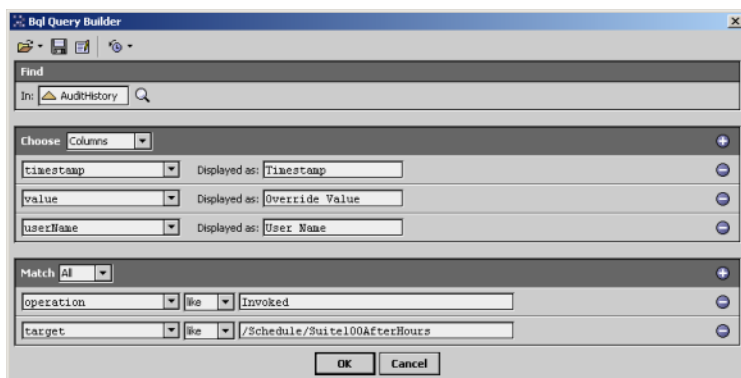 Bql Query Builder
Find
In: AuditHistory
Choose Columns
timestamp Displayed as: Timestamp
value Displayed as: Override Value
userName Displayed as: User Name
Match All
operation like Invoked
target like /Schedule/Suite100AfterHours
OK Cancel